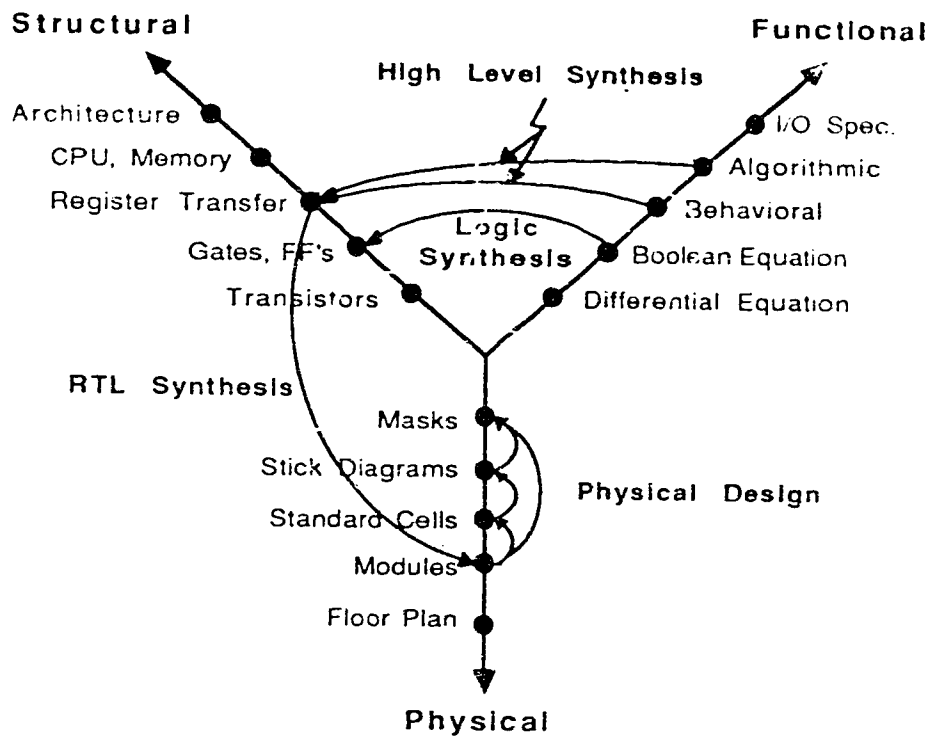 Structural
Functional
High Level Synthesis
Architecture
I/O Spec.
CPU, Memory
Algorithmic
Register Transfer
Behavioral
Logic
Synthesis
Gates, FF's
Boolean Equation
Transistors
Differential Equation
RTL Synthesis
Masks
Stick Diagrams
Physical Design
Standard Cells
Modules
Floor Plan
Physical